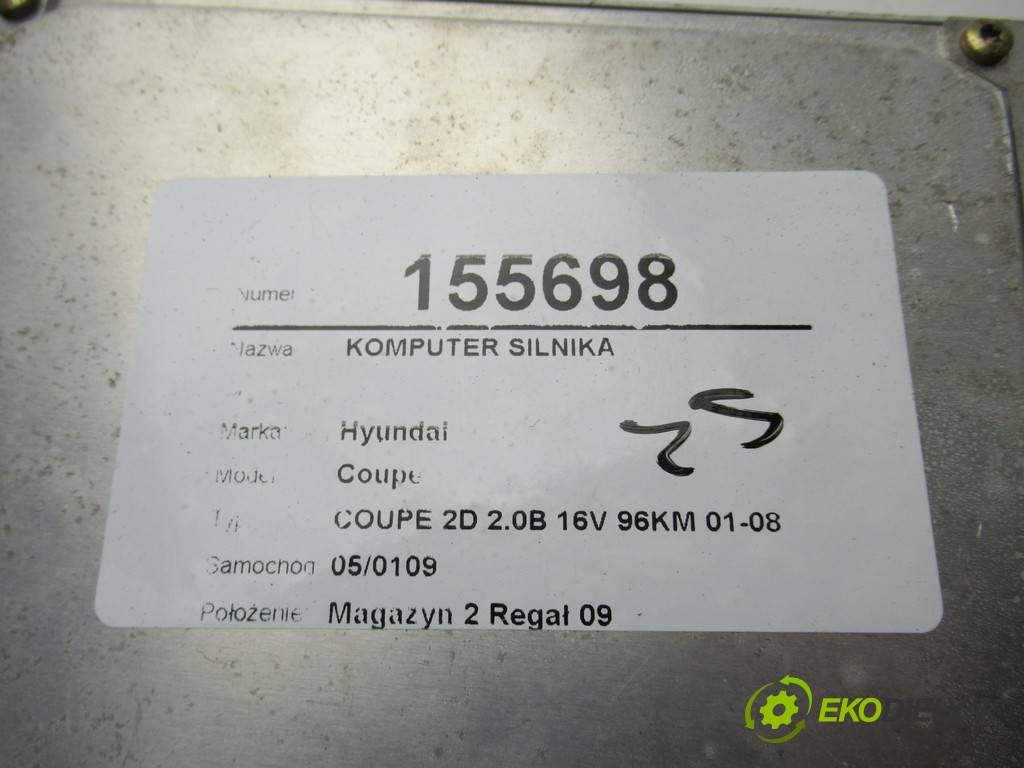 Numer 155698
Nazwa KOMPUTER SILNIKA
Marka: Hyundai
Model Coupe
Typ COUPE 2D 2.0B 16V 96KM 01-08
Samochod 05/0109
Położenie: Magazyn 2 Regał 09